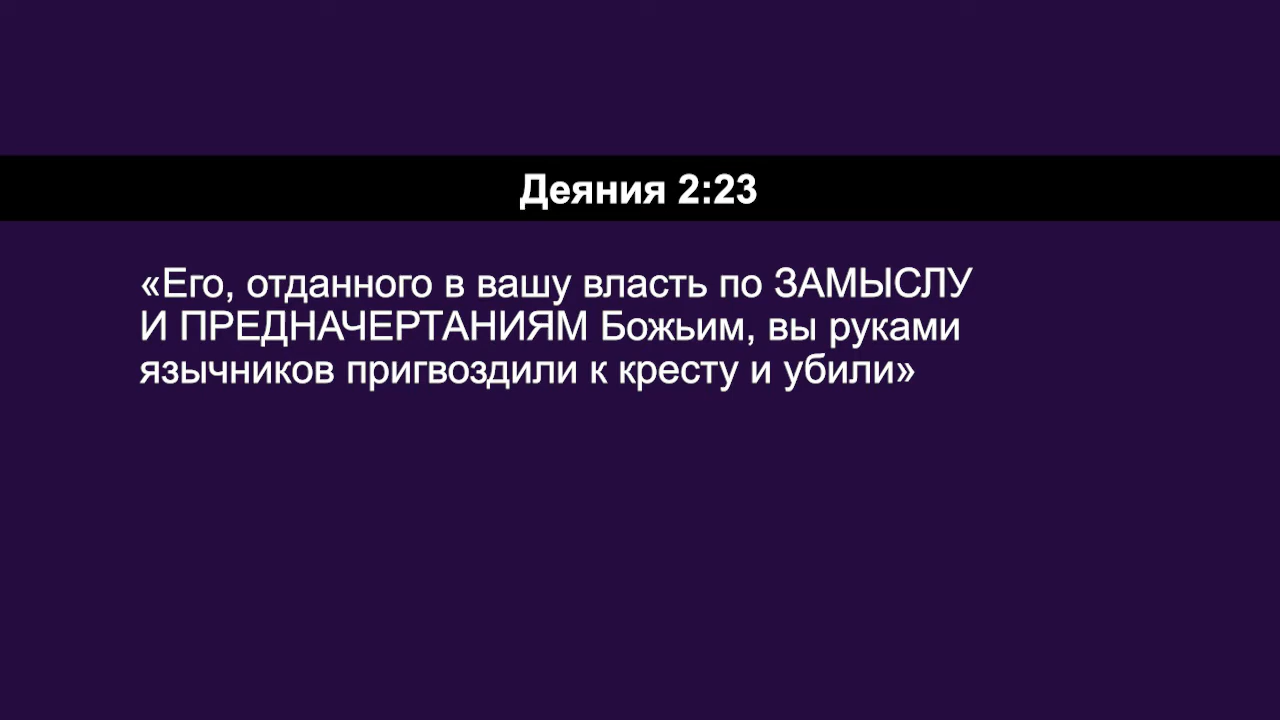 Деяния 2:23
«Его, отданного в вашу власть по ЗАМЫСЛУ
И ПРЕДНАЧЕРТАНИЯМ Божьим, вы руками
язычников пригвоздили к кресту и убили»